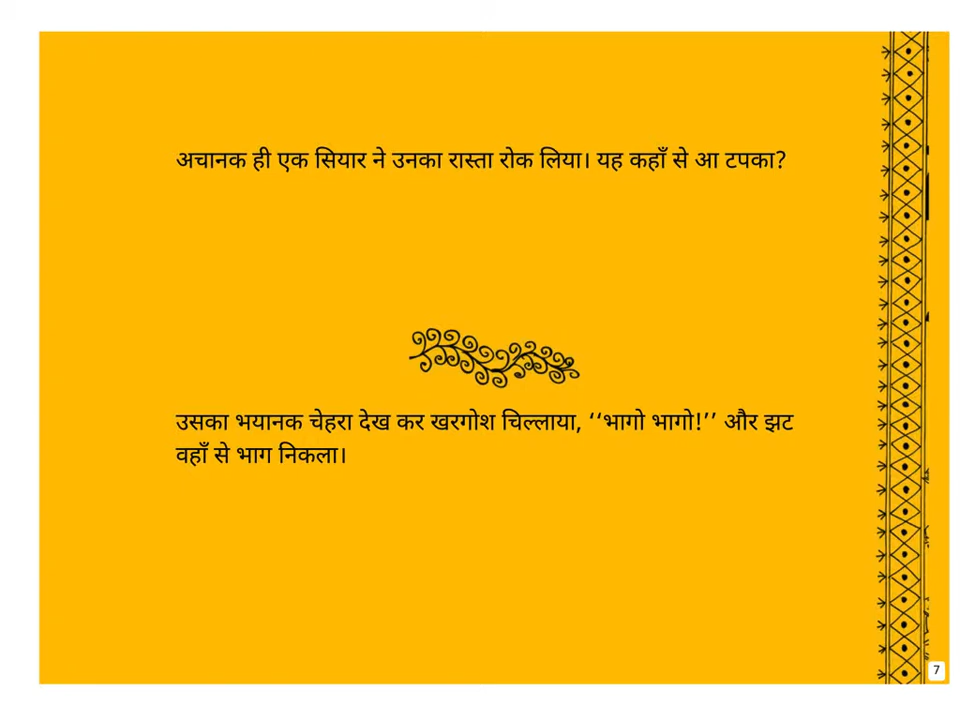 अचानक ही एक सियार ने उनका रास्ता रोक लिया। यह कहाँ से आ टपका?
उसका भयानक चेहरा देख कर खरगोश चिल्लाया, ‘‘भागो भागो!’’ और झट
वहाँ से भाग निकला।
7